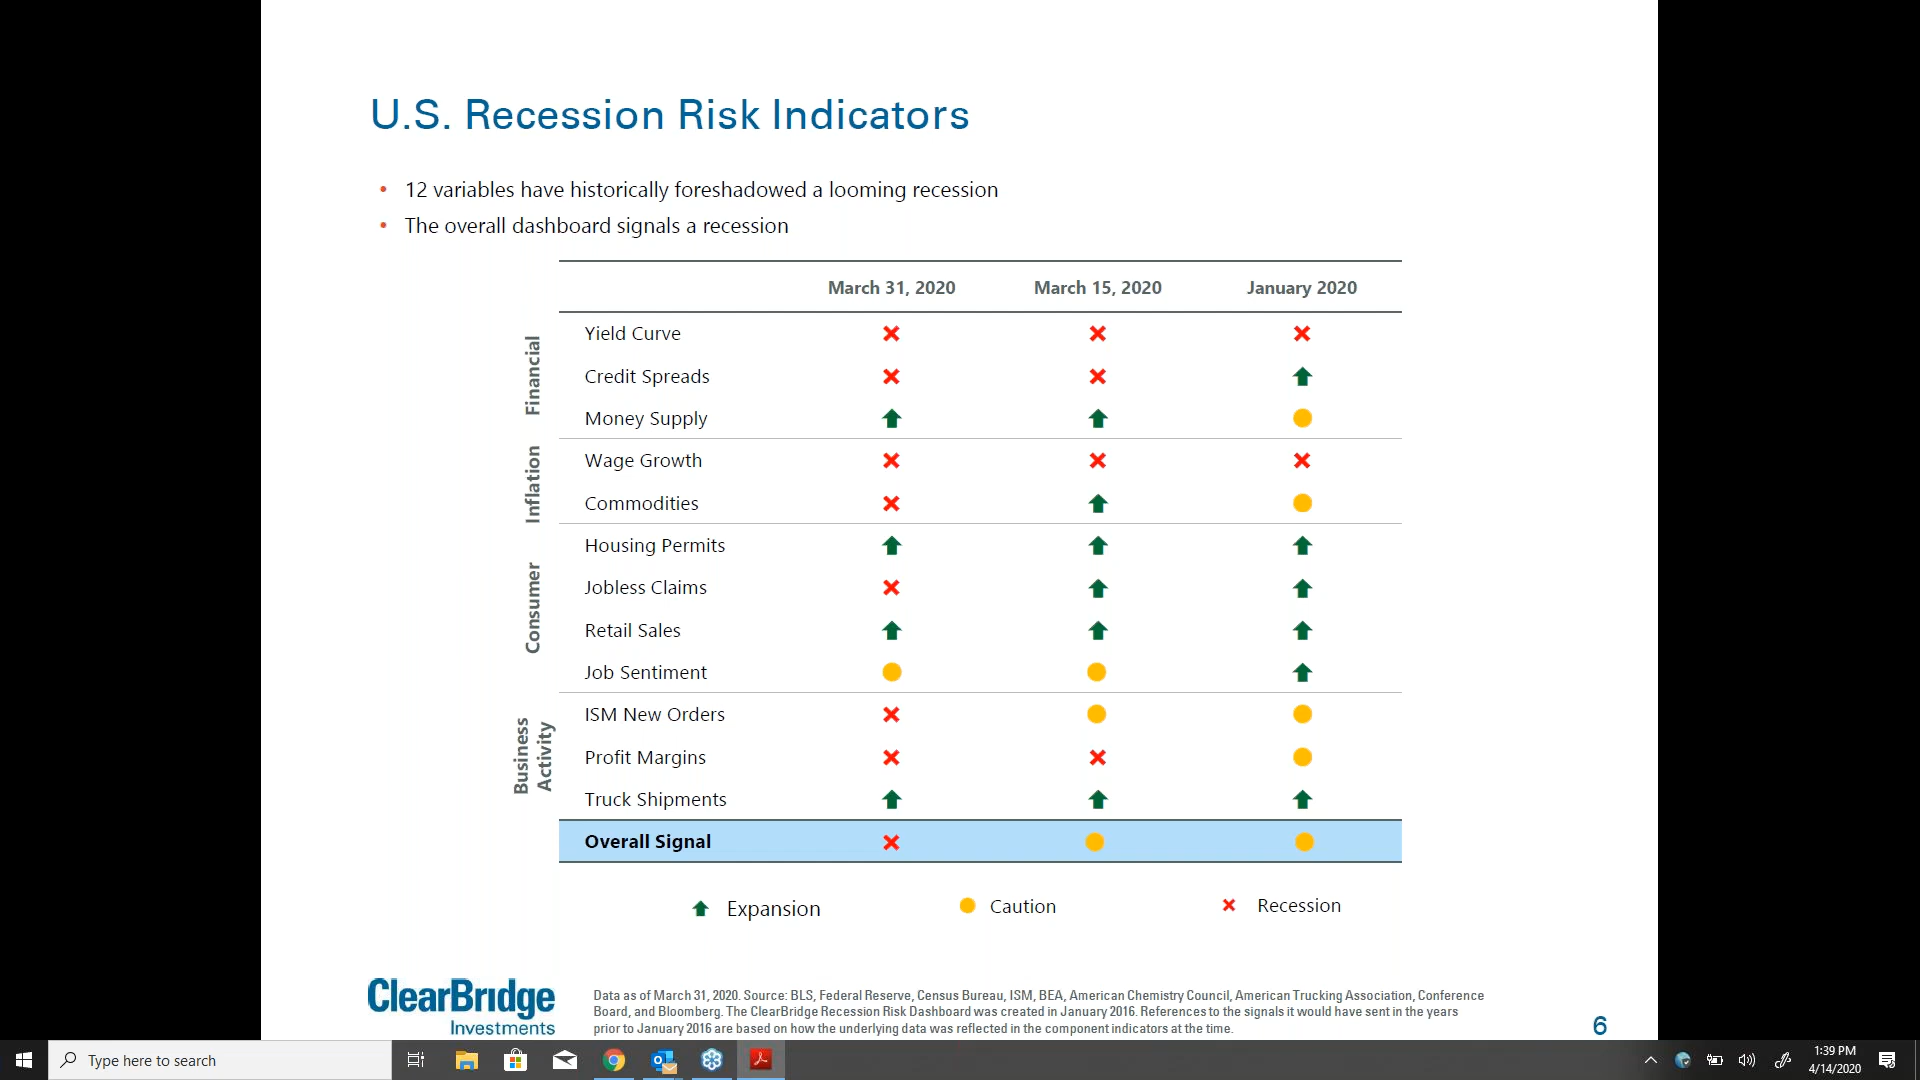 U.S. Recession Risk Indicators
• 12 variables have historically foreshadowed a looming recession
• The overall dashboard signals a recession
March 31, 2020 March 15, 2020 January 2020
Financial
Yield Curve
Credit Spreads
Money Supply
Inflation
Wage Growth
Commodities
Consumer
Housing Permits
Jobless Claims
Retail Sales
Job Sentiment
Business
Activity
ISM New Orders
Profit Margins
Truck Shipments
Overall Signal
Expansion Caution Recession
ClearBridge
Investments
Data as of March 31, 2020. Source: BLS, Federal Reserve, Census Bureau, ISM, BEA, American Chemistry Council, American Trucking Association, Conference
Board, and Bloomberg. The ClearBridge Recession Risk Dashboard was created in January 2016. References to the signals it would have sent in the years
prior to January 2016 are based on how the underlying data was reflected in the component indicators at the time.
6
Type here to search
1:39 PM
4/14/2020